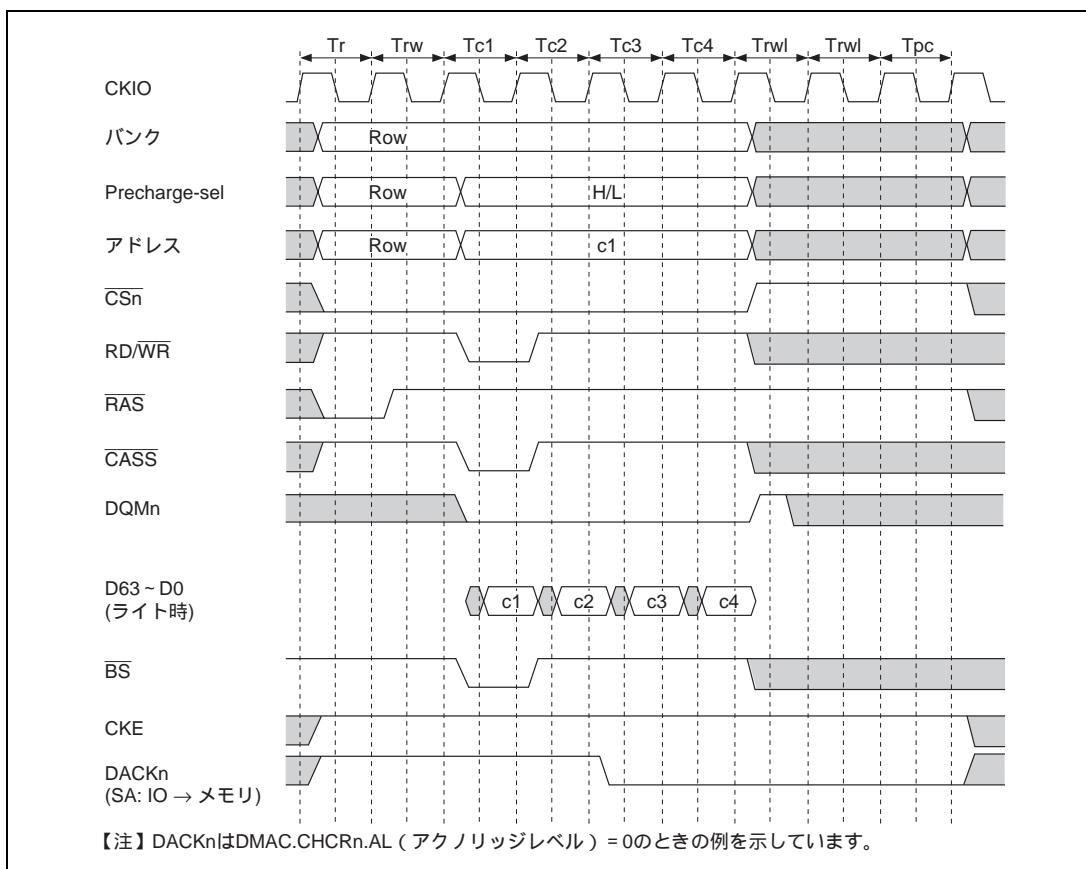 Tr Trw Tc1 Tc2 Tc3 Tc4 Trwl Trwl Tpc
CKIO
バンク Row
Precharge-sel Row H/L
アドレス Row c1
CSn
RD/WR
RAS
CASS
DQMn
D63~D0
(ライト時) c1 c2 c3 c4
BS
CKE
DACKn
(SA: IO → メモリ)
【注】DACKnはDMAC.CHCRn.AL(アクノリッジレベル)=0のときの例を示しています。